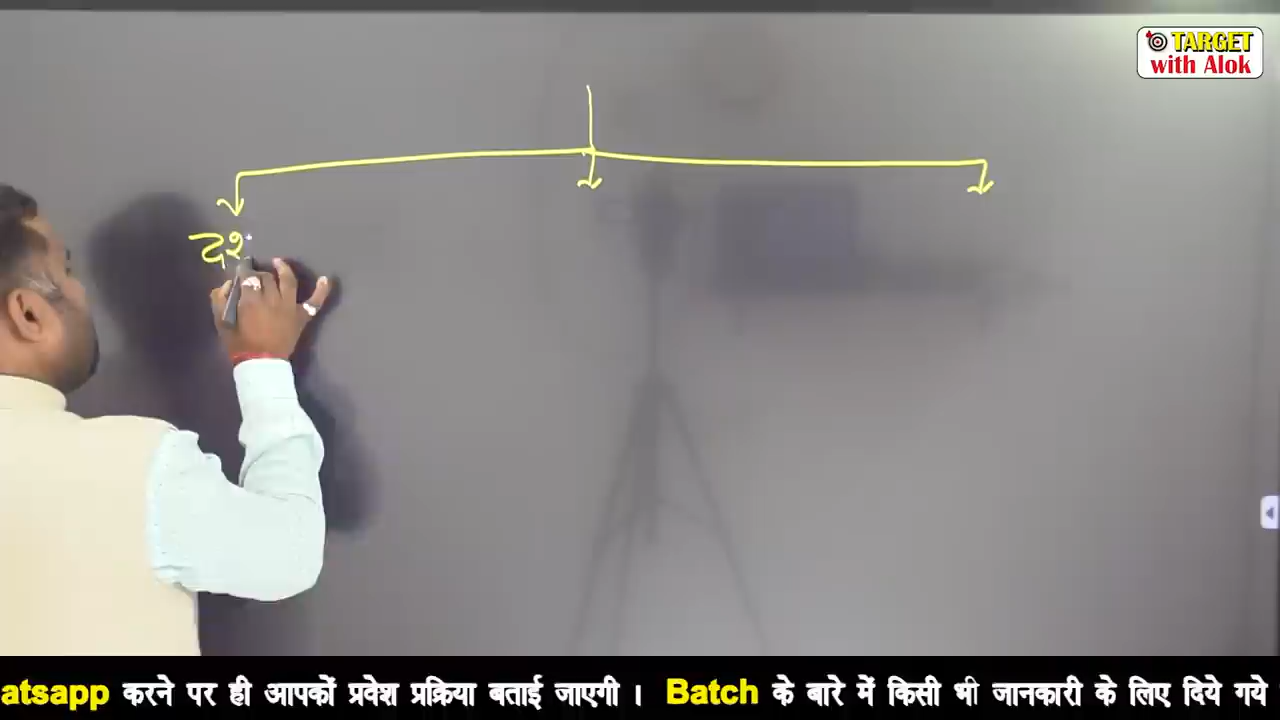 TARGET
with Alok
दश
atsapp करने पर ही आपकों प्रवेश प्रक्रिया बताई जाएगी । Batch के बारे में किसी भी जानकारी के लिए दिये गये